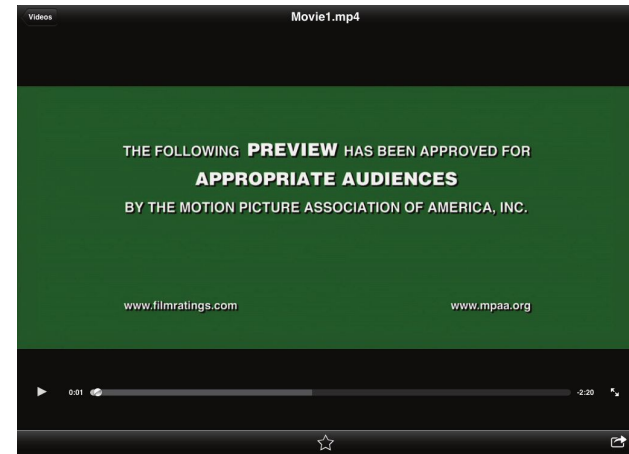 Videos
Movie1.mp4
THE FOLLOWING PREVIEW HAS BEEN APPROVED FOR
APPROPRIATE AUDIENCES
BY THE MOTION PICTURE ASSOCIATION OF AMERICA, INC.
www.filmratings.com www.mpaa.org
0:01 -2:20